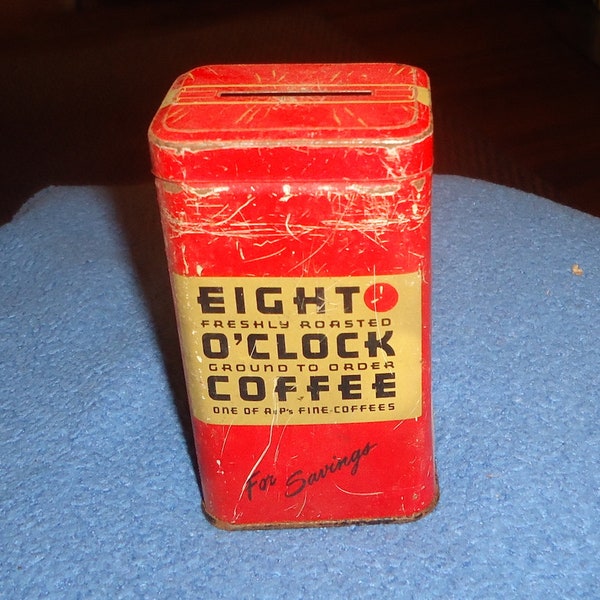 EIGHT
FRESHLY ROASTED
O'CLOCK
GROUND TO ORDER
COFFEE
ONE OF A&P's FINE COFFEES
For Savings